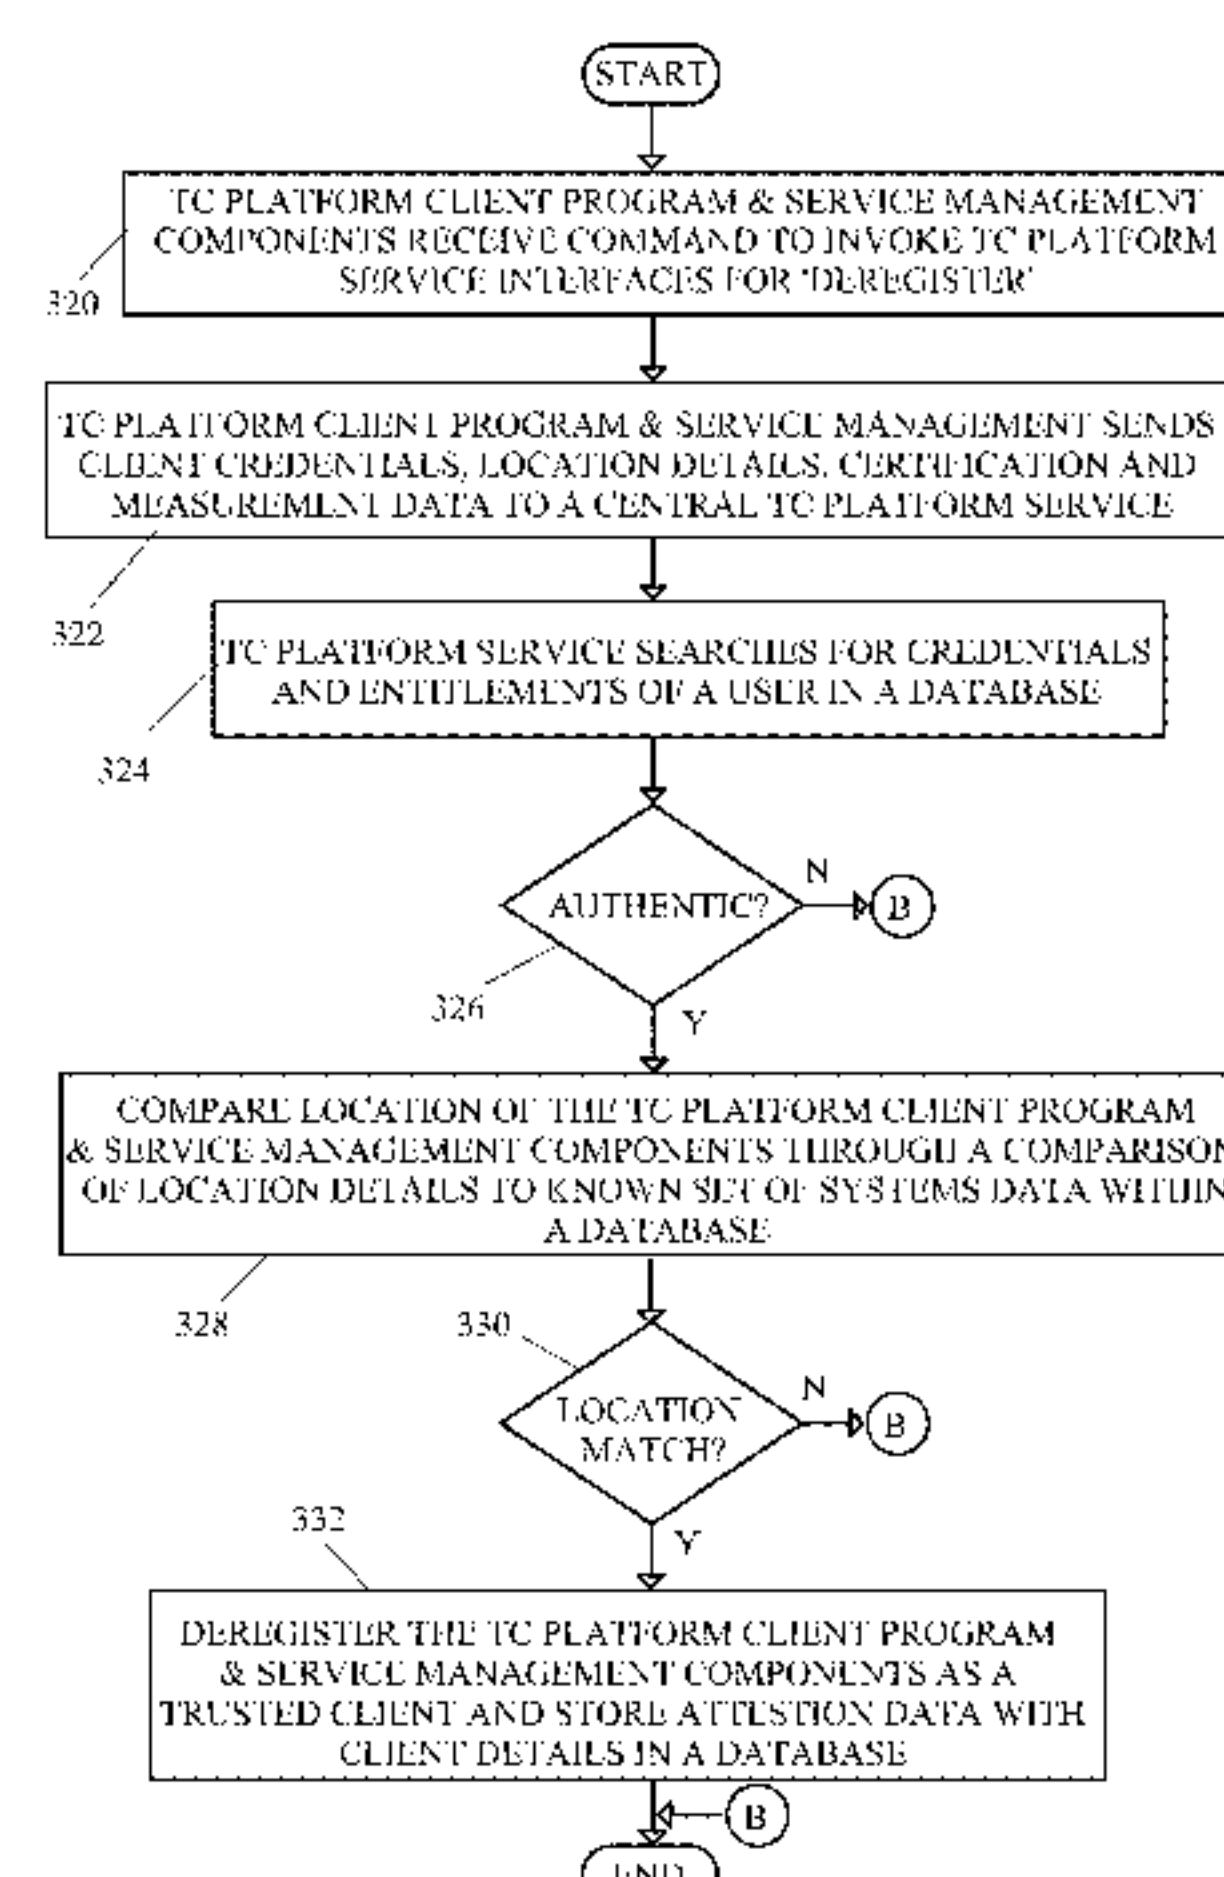 START
TC PLATFORM CLIENT PROGRAM & SERVICE MANAGEMENT
COMPONENTS RECEIVE COMMAND TO INVOKE TC PLATFORM
SERVICE INTERFACES FOR 'DEREGISTER'
320
TC PLATFORM CLIENT PROGRAM & SERVICE MANAGEMENT SENDS
CLIENT CREDENTIALS, LOCATION DETAILS, CERTIFICATION AND
MEASUREMENT DATA TO A CENTRAL TC PLATFORM SERVICE
322
TC PLATFORM SERVICE SEARCHES FOR CREDENTIALS
AND ENTITLEMENTS OF A USER IN A DATABASE
324
AUTHENTIC?
N
B
326
Y
COMPARE LOCATION OF THE TC PLATFORM CLIENT PROGRAM
& SERVICE MANAGEMENT COMPONENTS THROUGH A COMPARISON
OF LOCATION DETAILS TO KNOWN SET OF SYSTEMS DATA WITHIN
A DATABASE
328
330
LOCATION
MATCH?
N
B
332
Y
DEREGISTER THE TC PLATFORM CLIENT PROGRAM
& SERVICE MANAGEMENT COMPONENTS AS A
TRUSTED CLIENT AND STORE ATTESTION DATA WITH
CLIENT DETAILS IN A DATABASE
B
END